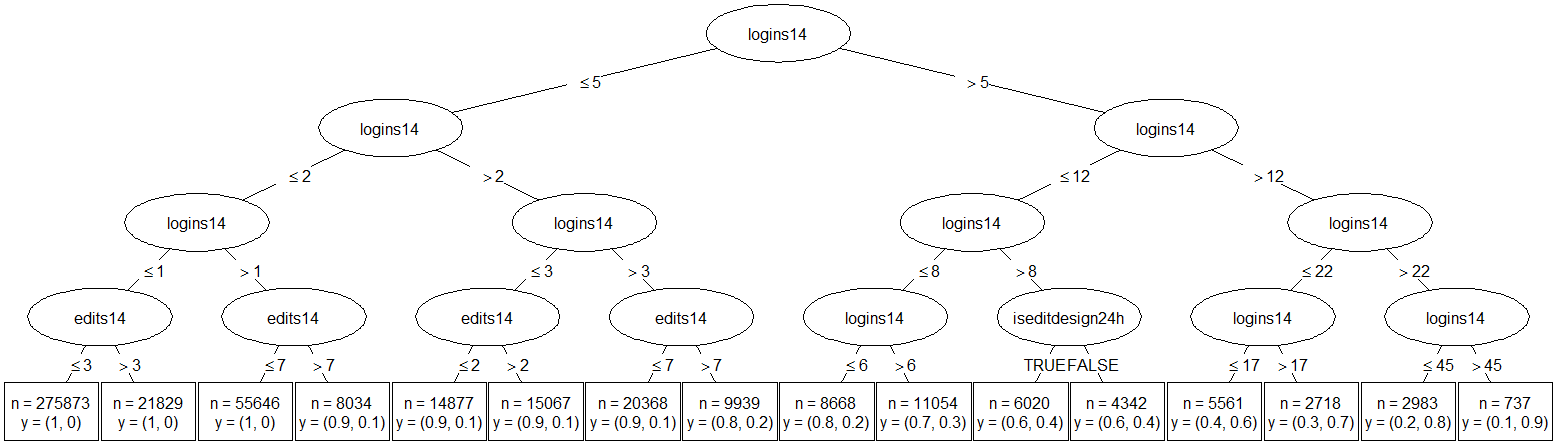 logins14
≤ 5
> 5
logins14
logins14
≤ 2
> 2
≤ 12
> 12
logins14
logins14
logins14
logins14
≤ 1
> 1
≤ 3
> 3
≤ 8
> 8
≤ 22
> 22
edits14
edits14
edits14
edits14
logins14
iseditdesign24h
logins14
logins14
≤ 3
> 3
≤ 7
> 7
≤ 2
> 2
≤ 7
> 7
≤ 6
> 6
TRUE
FALSE
≤ 17
> 17
≤ 45
> 45
n = 275873
y = (1, 0)
n = 21829
y = (1, 0)
n = 55646
y = (1, 0)
n = 8034
y = (0.9, 0.1)
n = 14877
y = (0.9, 0.1)
n = 15067
y = (0.9, 0.1)
n = 20368
y = (0.9, 0.1)
n = 9939
y = (0.8, 0.2)
n = 8668
y = (0.8, 0.2)
n = 11054
y = (0.7, 0.3)
n = 6020
y = (0.6, 0.4)
n = 4342
y = (0.6, 0.4)
n = 5561
y = (0.4, 0.6)
n = 2718
y = (0.3, 0.7)
n = 2983
y = (0.2, 0.8)
n = 737
y = (0.1, 0.9)